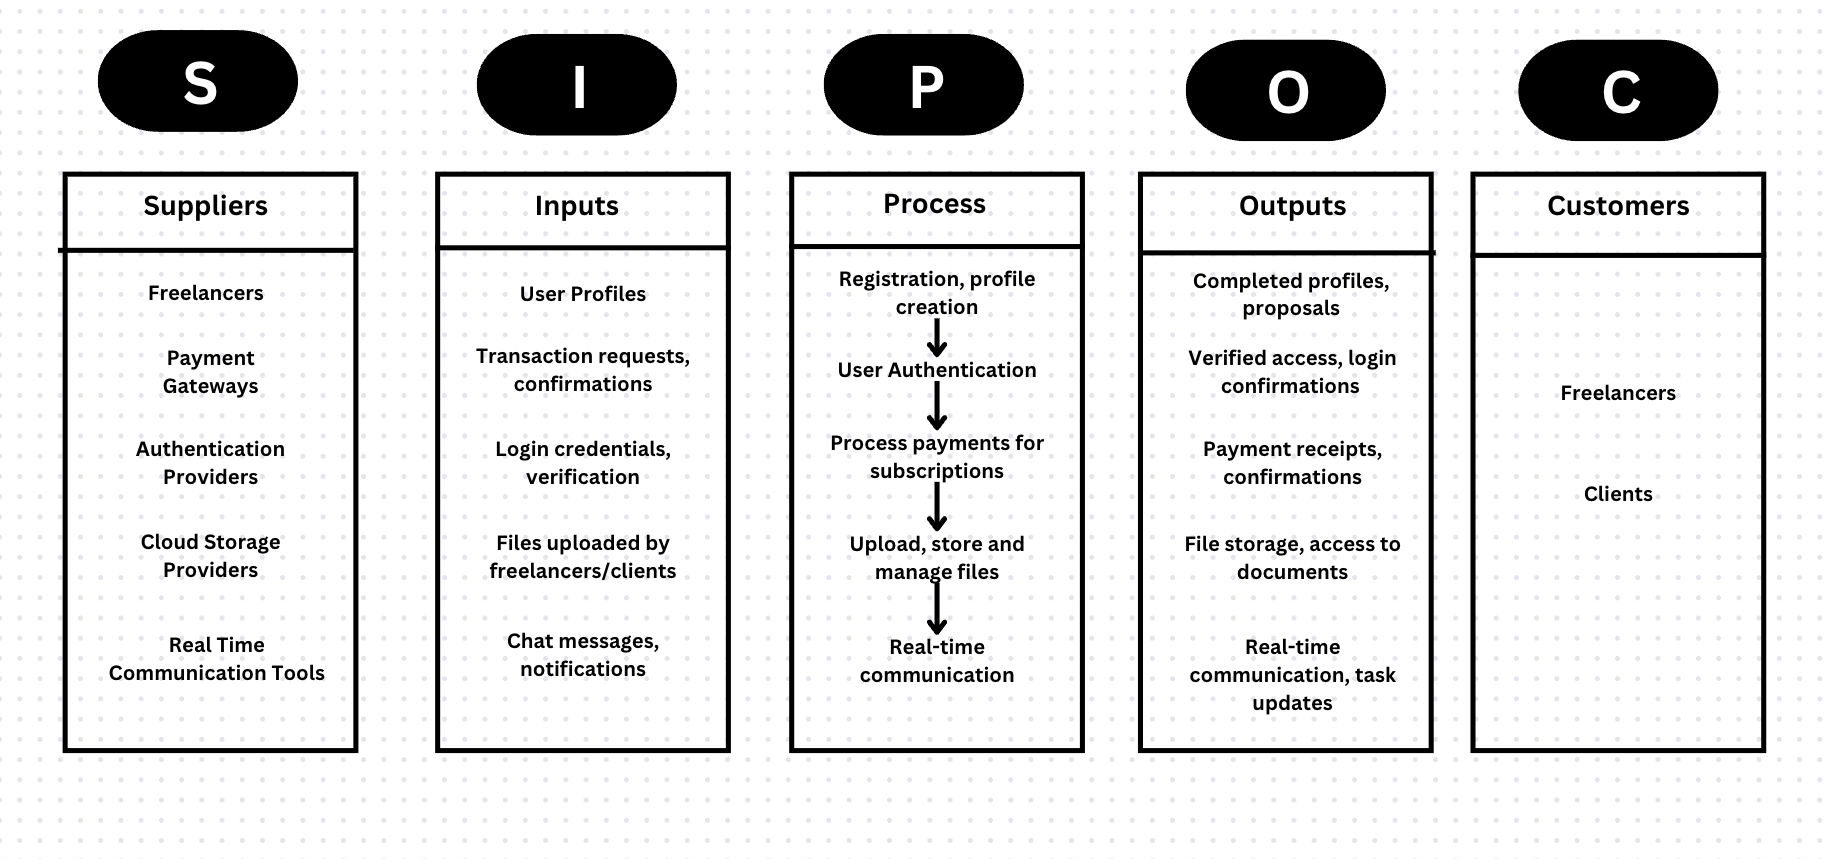 S
I
P
O
C
Suppliers
Freelancers
Payment
Gateways
Authentication
Providers
Cloud Storage
Providers
Real Time
Communication Tools
Inputs
User Profiles
Transaction requests,
confirmations
Login credentials,
verification
Files uploaded by
freelancers/clients
Chat messages,
notifications
Process
Registration, profile
creation
User Authentication
Process payments for
subscriptions
Upload, store and
manage files
Real-time
communication
Outputs
Completed profiles,
proposals
Verified access, login
confirmations
Payment receipts,
confirmations
File storage, access to
documents
Real-time
communication, task
updates
Customers
Freelancers
Clients